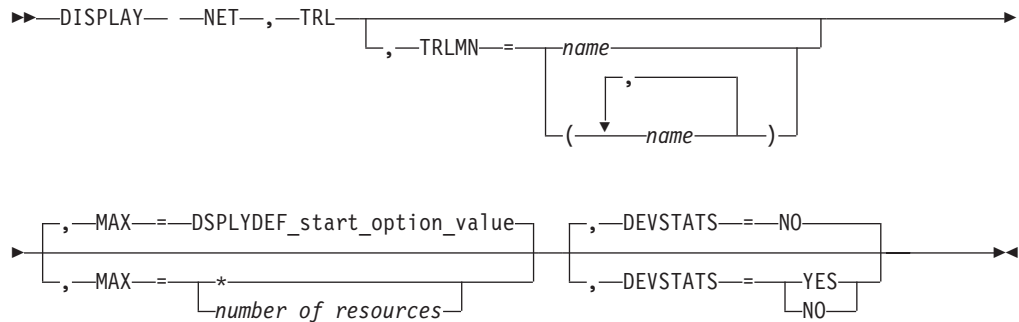 DISPLAY NET , TRL
, TRLMN = name
,
( name )
, MAX = DSPLYDEF_start_option_value , DEVSTATS = NO
, MAX = * , DEVSTATS = YES
number of resources NO